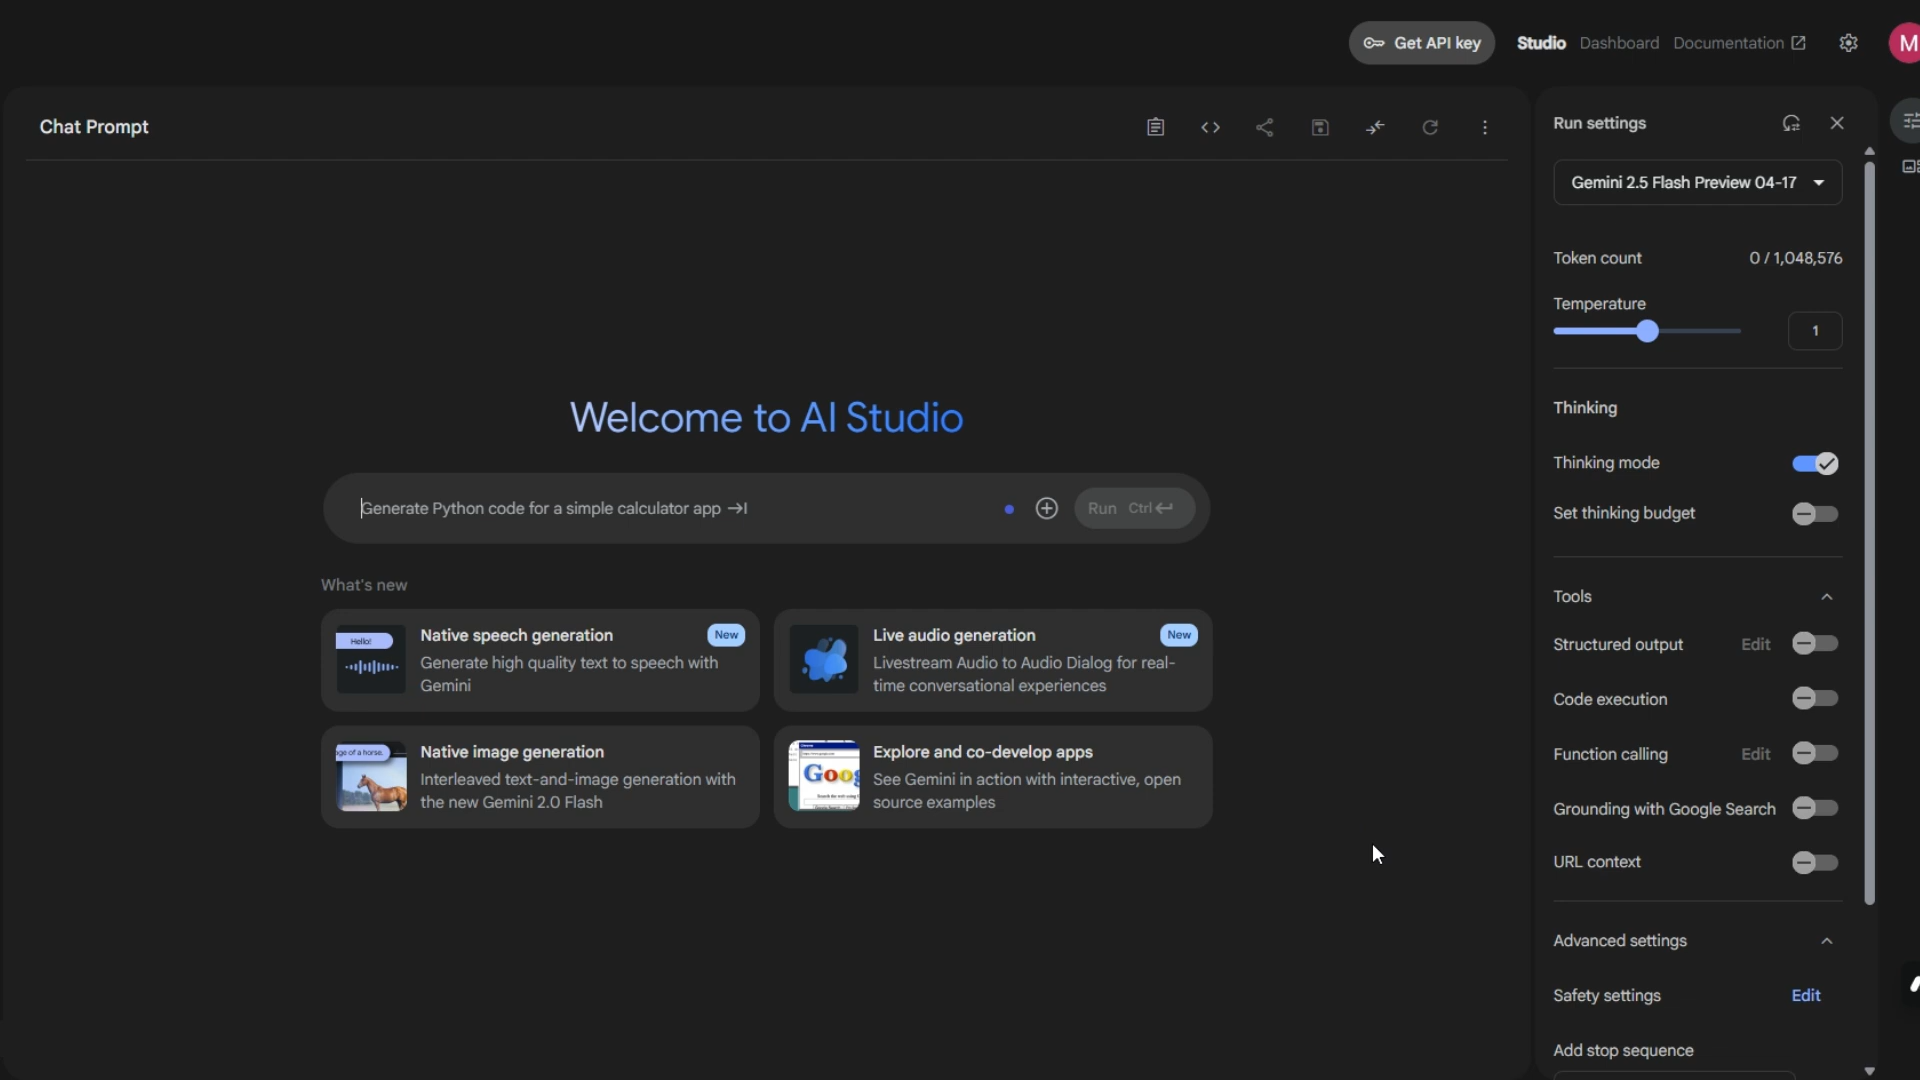 Get API key
Studio
Dashboard
Documentation
M
Chat Prompt
Welcome to AI Studio
Generate Python code for a simple calculator app
Run Ctrl
What's new
Hello!
Native speech generation
New
Generate high quality text to speech with
Gemini
Live audio generation
New
Livestream Audio to Audio Dialog for real-
time conversational experiences
age of a horse.
Native image generation
Interleaved text-and-image generation with
the new Gemini 2.0 Flash
Goog
Explore and co-develop apps
See Gemini in action with interactive, open
source examples
Run settings
Gemini 2.5 Flash Preview 04-17
Token count 0 / 1,048,576
Temperature
1
Thinking
Thinking mode
Set thinking budget
Tools
Structured output Edit
Code execution
Function calling Edit
Grounding with Google Search
URL context
Advanced settings
Safety settings Edit
Add stop sequence